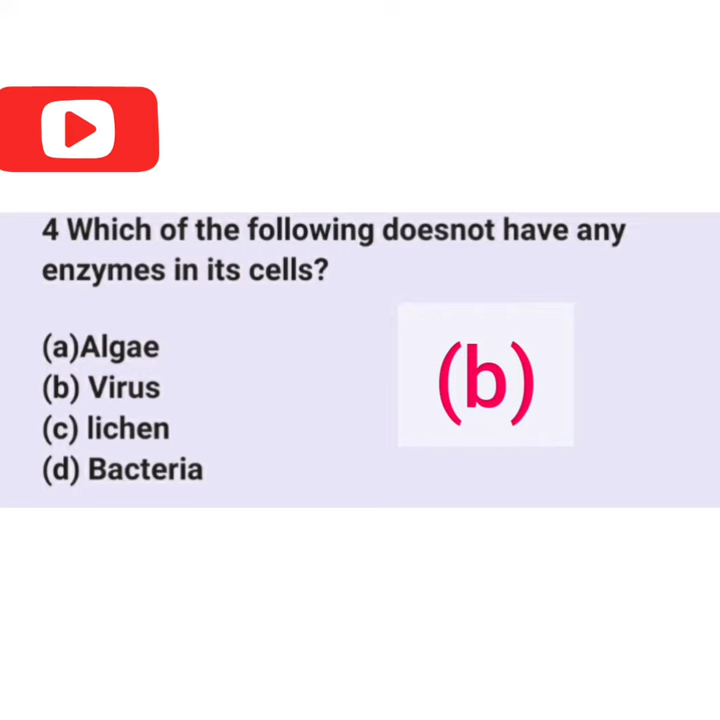 4 Which of the following doesnot have any
enzymes in its cells?
(a)Algae
(b) Virus
(c) lichen
(d) Bacteria
(b)